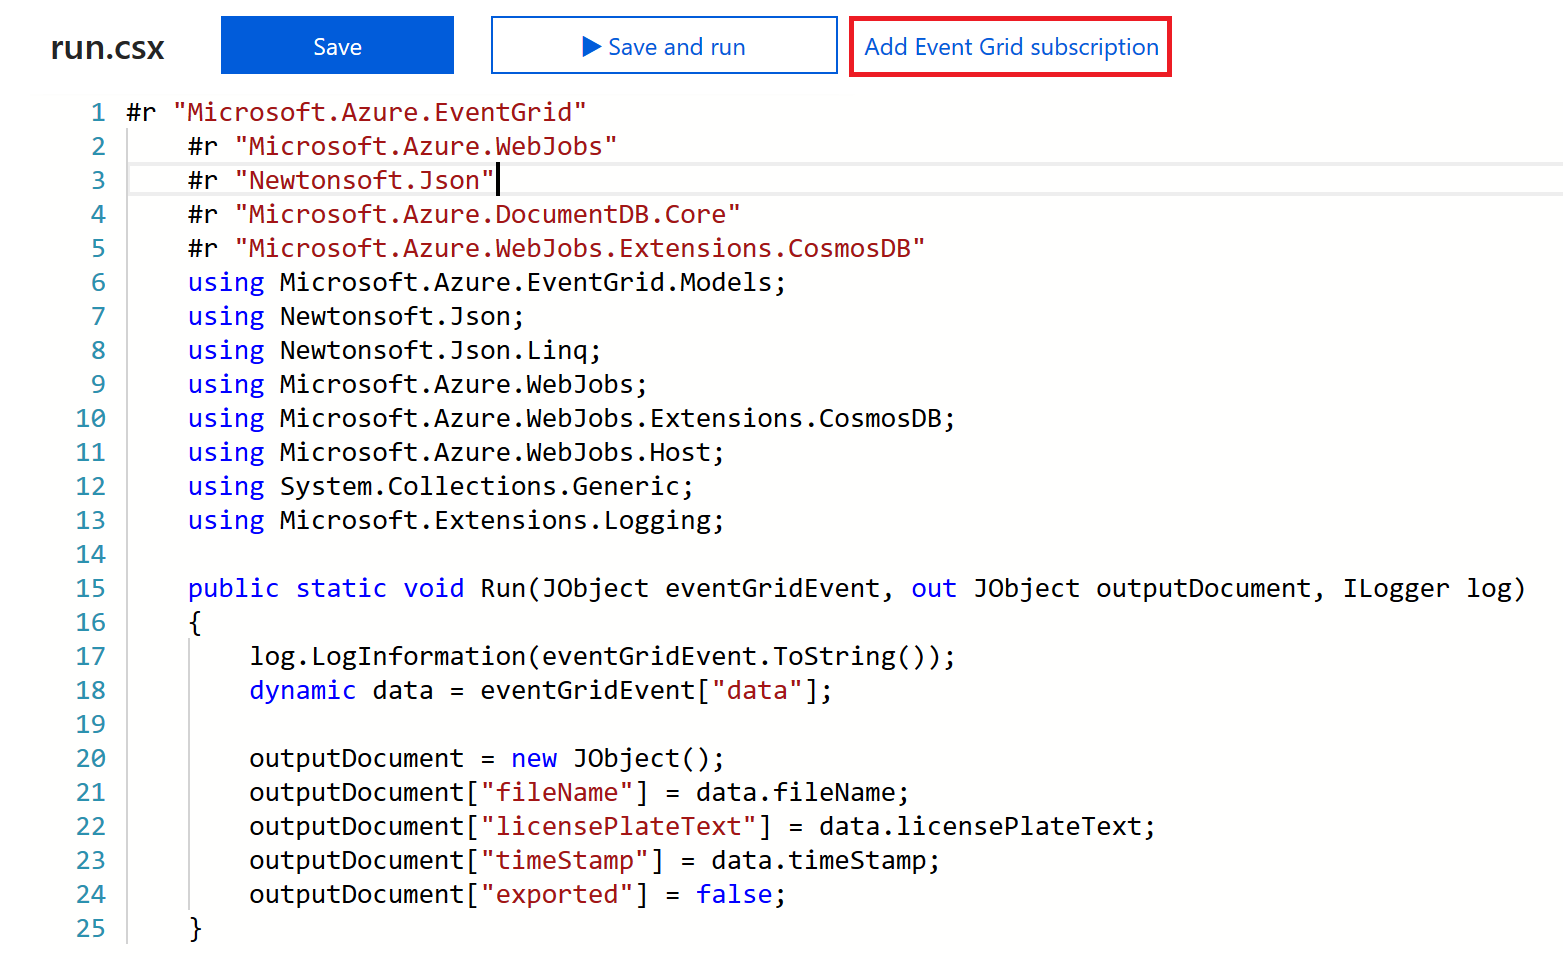 run.csx Save Save and run Add Event Grid subscription
1 #r "Microsoft.Azure.EventGrid"
2     #r "Microsoft.Azure.WebJobs"
3     #r "Newtonsoft.Json"
4     #r "Microsoft.Azure.DocumentDB.Core"
5     #r "Microsoft.Azure.WebJobs.Extensions.CosmosDB"
6     using Microsoft.Azure.EventGrid.Models;
7     using Newtonsoft.Json;
8     using Newtonsoft.Json.Linq;
9     using Microsoft.Azure.WebJobs;
10     using Microsoft.Azure.WebJobs.Extensions.CosmosDB;
11     using Microsoft.Azure.WebJobs.Host;
12     using System.Collections.Generic;
13     using Microsoft.Extensions.Logging;
14
15     public static void Run(JObject eventGridEvent, out JObject outputDocument, ILogger log)
16     {
17         log.LogInformation(eventGridEvent.ToString());
18         dynamic data = eventGridEvent["data"];
19
20         outputDocument = new JObject();
21         outputDocument["fileName"] = data.fileName;
22         outputDocument["licensePlateText"] = data.licensePlateText;
23         outputDocument["timeStamp"] = data.timeStamp;
24         outputDocument["exported"] = false;
25     }